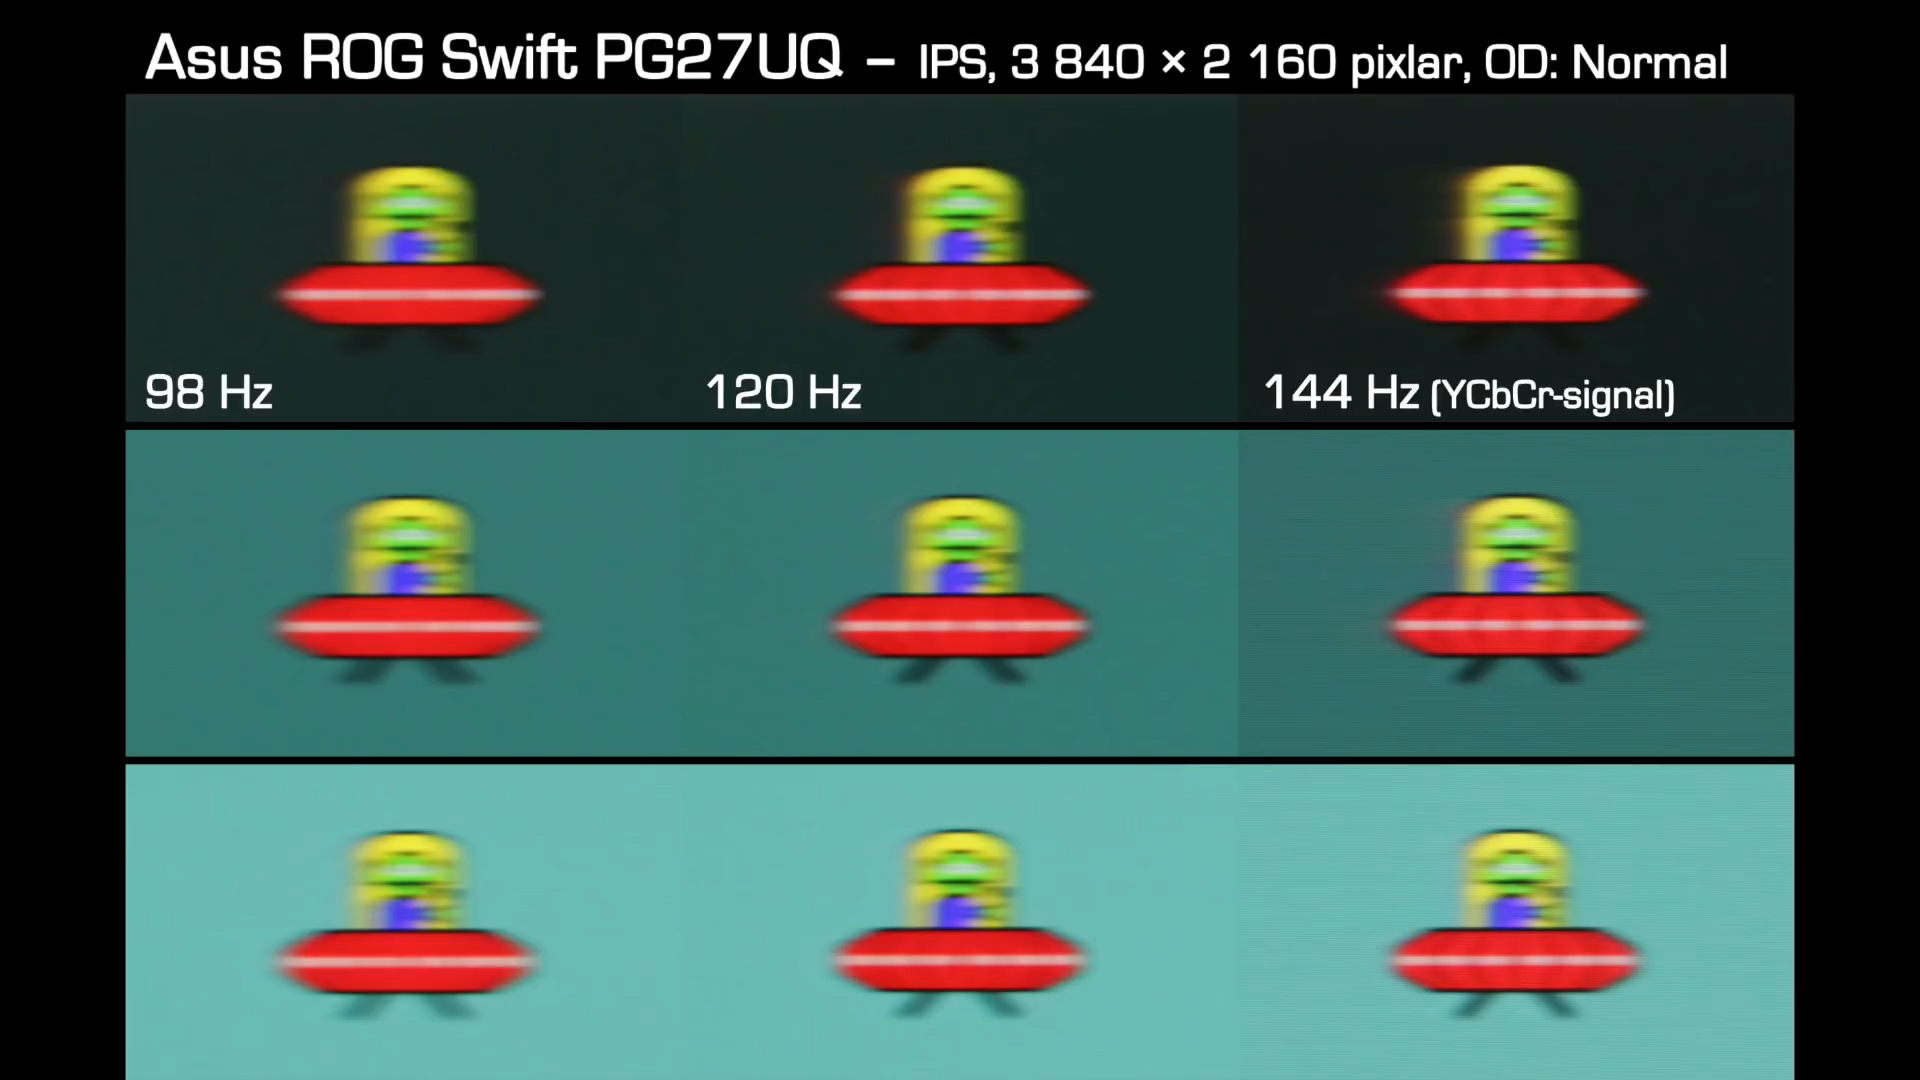 Asus ROG Swift PG27UQ – IPS, 3 840 × 2 160 pixlar, OD: Normal
98 Hz
120 Hz
144 Hz (YCbCr-signal)